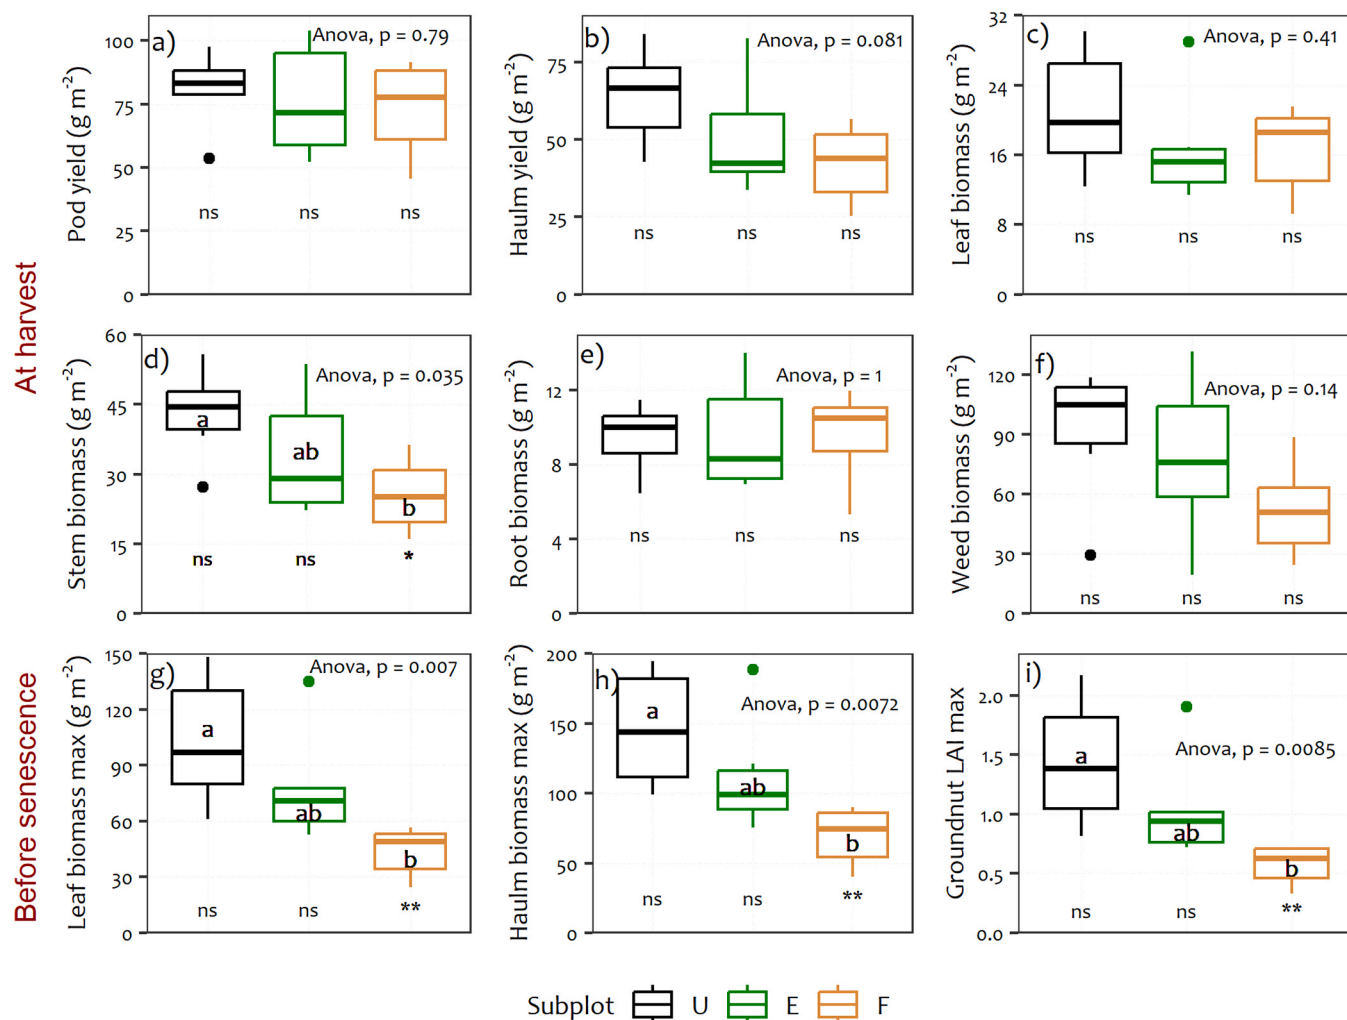 At harvest
Before senescence
a)
Anova, p = 0.79
Pod yield (g m⁻²)
100
75
50
25
0
ns ns ns
b)
Anova, p = 0.081
Haulm yield (g m⁻²)
75
50
25
0
ns ns ns
c)
Anova, p = 0.41
Leaf biomass (g m⁻²)
32
24
16
8
0
ns ns ns
d)
Anova, p = 0.035
Stem biomass (g m⁻²)
60
45
30
15
0
a ab b
ns ns *
e)
Anova, p = 1
Root biomass (g m⁻²)
12
8
4
0
ns ns ns
f)
Anova, p = 0.14
Weed biomass (g m⁻²)
120
90
60
30
0
ns ns ns
g)
Anova, p = 0.007
Leaf biomass max (g m⁻²)
150
120
90
60
30
0
a ab b
ns ns **
h)
Anova, p = 0.0072
Haulm biomass max (g m⁻²)
200
150
100
50
0
a ab b
ns ns **
i)
Anova, p = 0.0085
Groundnut LAI max
2.0
1.5
1.0
0.5
0.0
a ab b
ns ns **
Subplot U E F